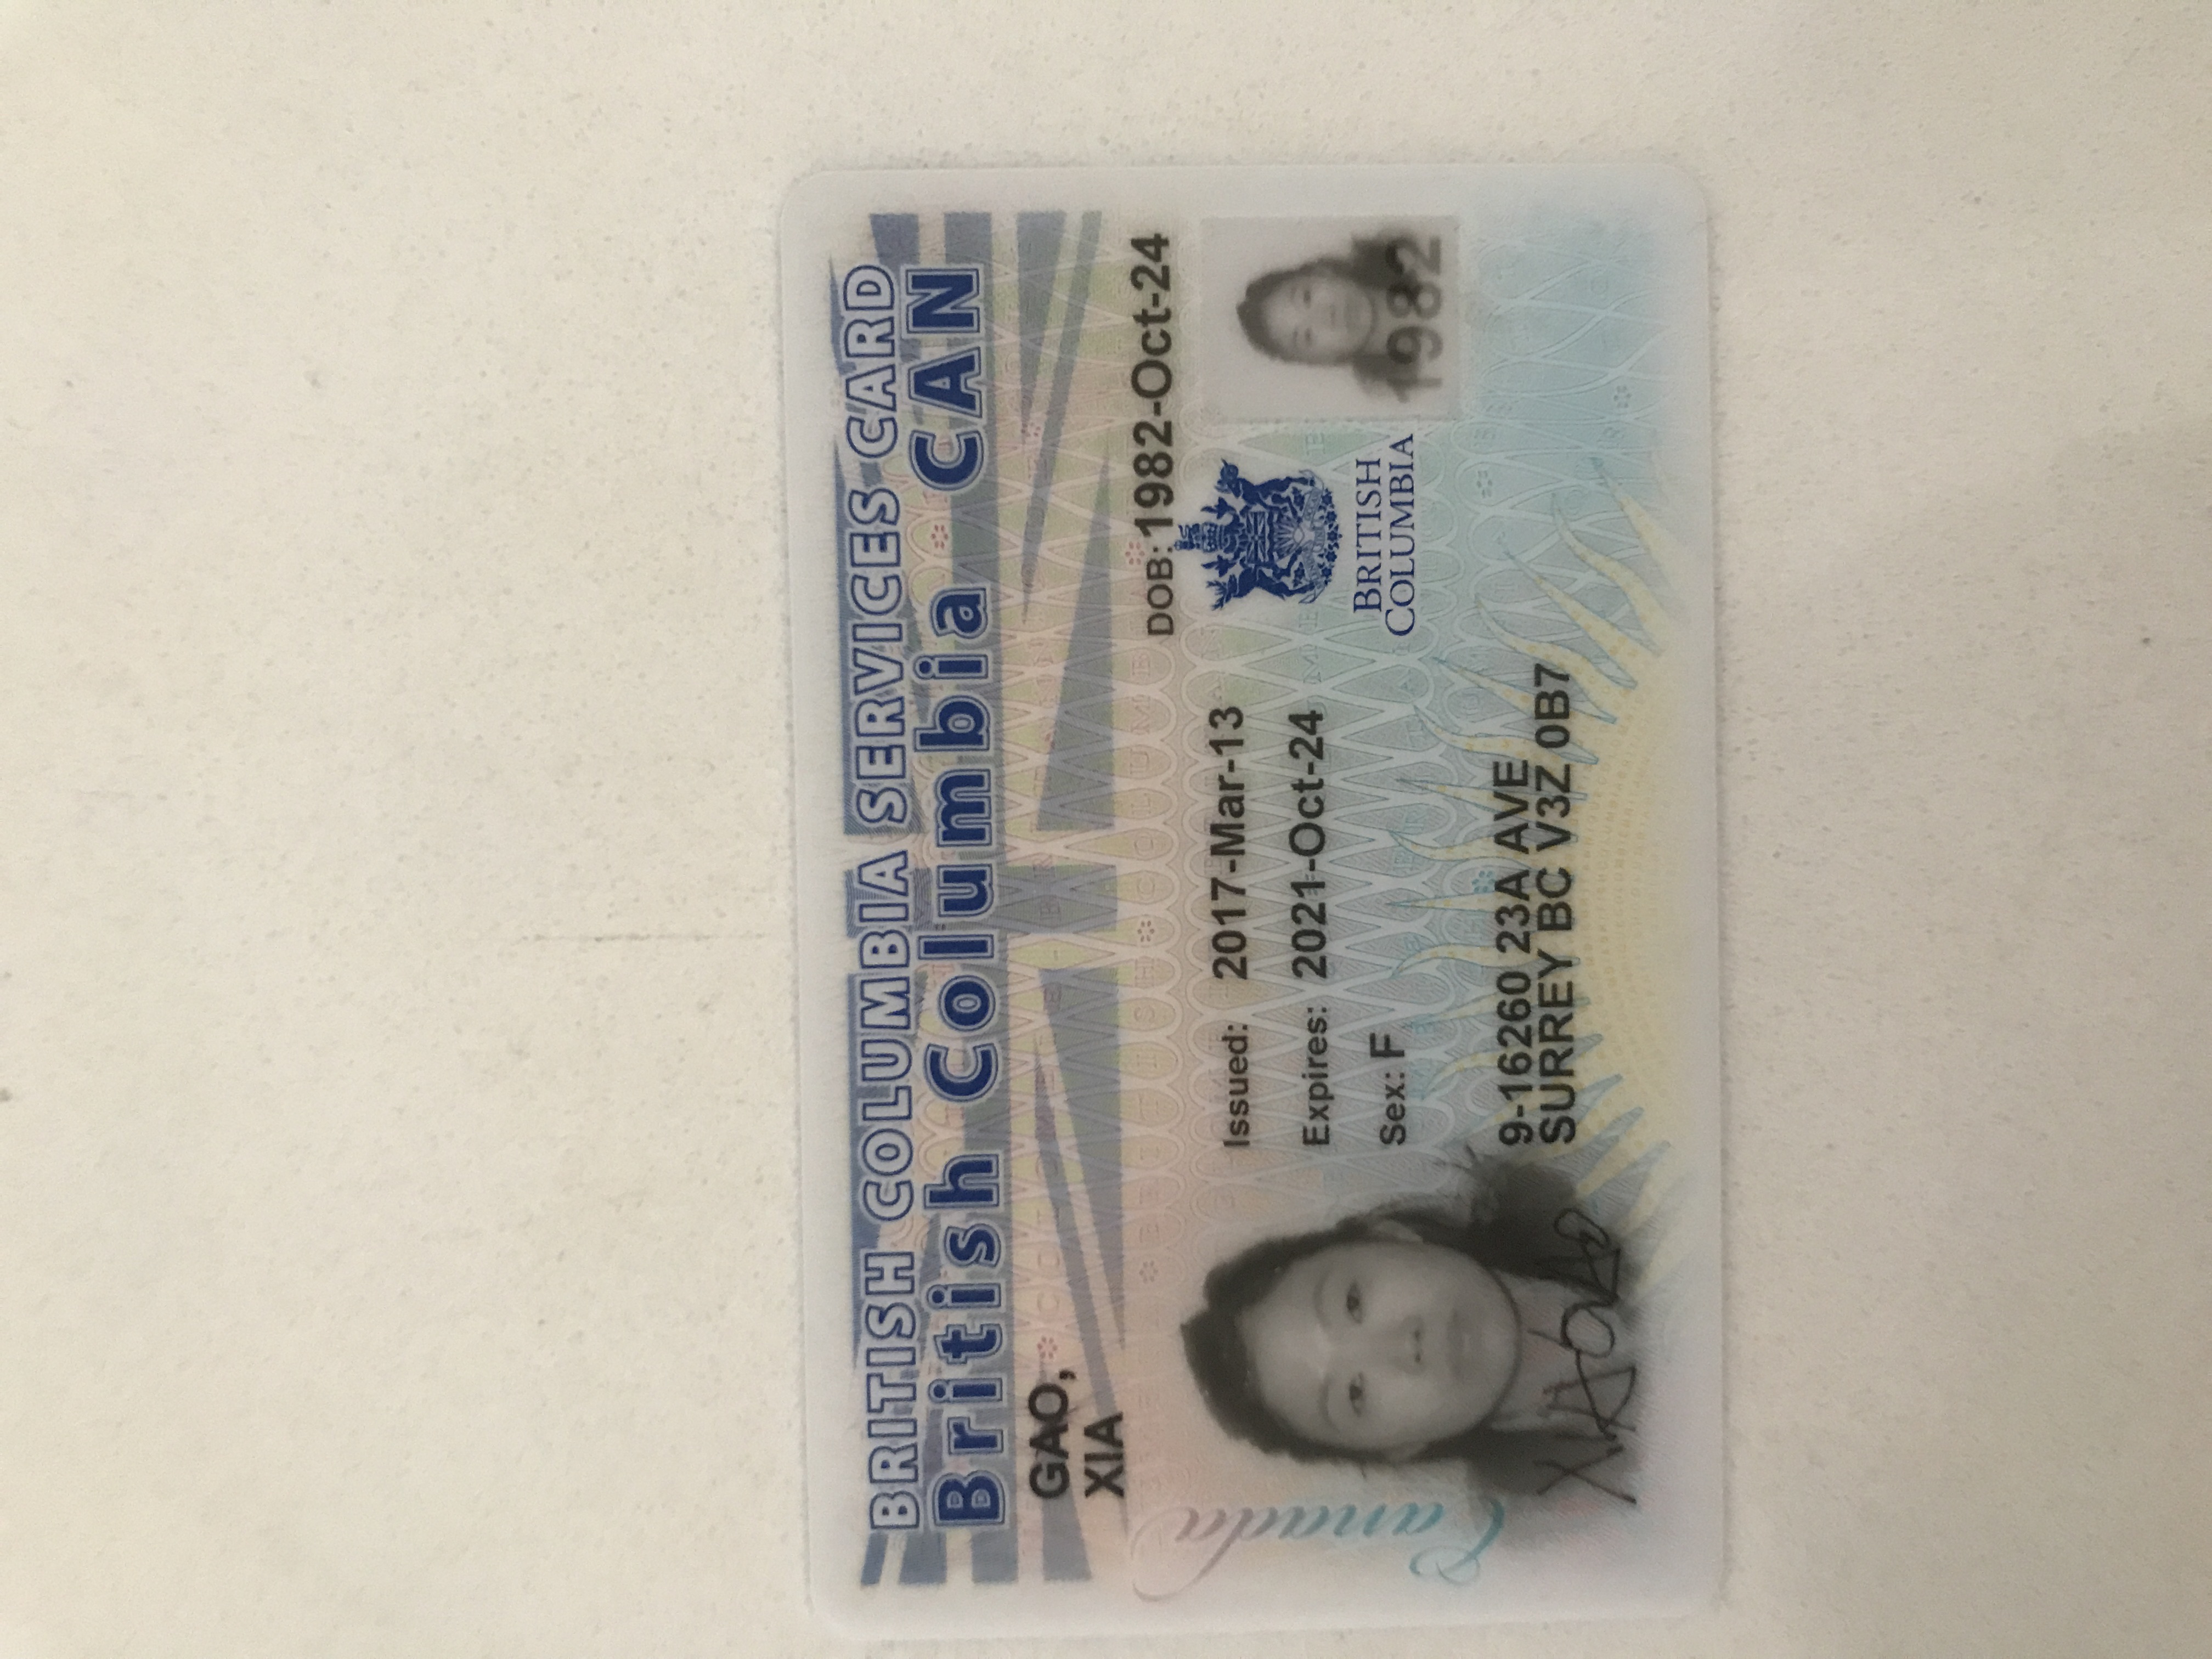 BRITISH COLUMBIA SERVICES CARD
British Columbia CAN
GAO,
XIA
Canada
DOB: 1982-Oct-24
Issued: 2017-Mar-13
Expires: 2021-Oct-24
Sex: F
BRITISH
COLUMBIA
1982
9-16260 23A AVE
SURREY BC V3Z 0B7
XIA GAO